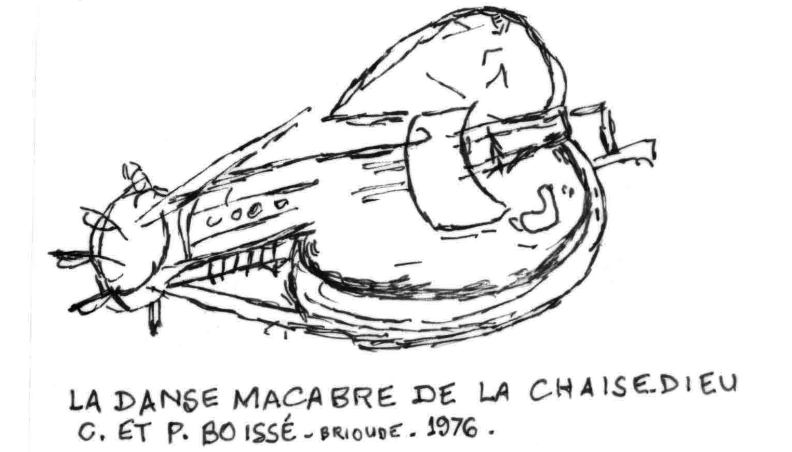 LA DANSE MACABRE DE LA CHAISE-DIEU
C. ET P. BOISSÉ - BRIOUDE - 1976.